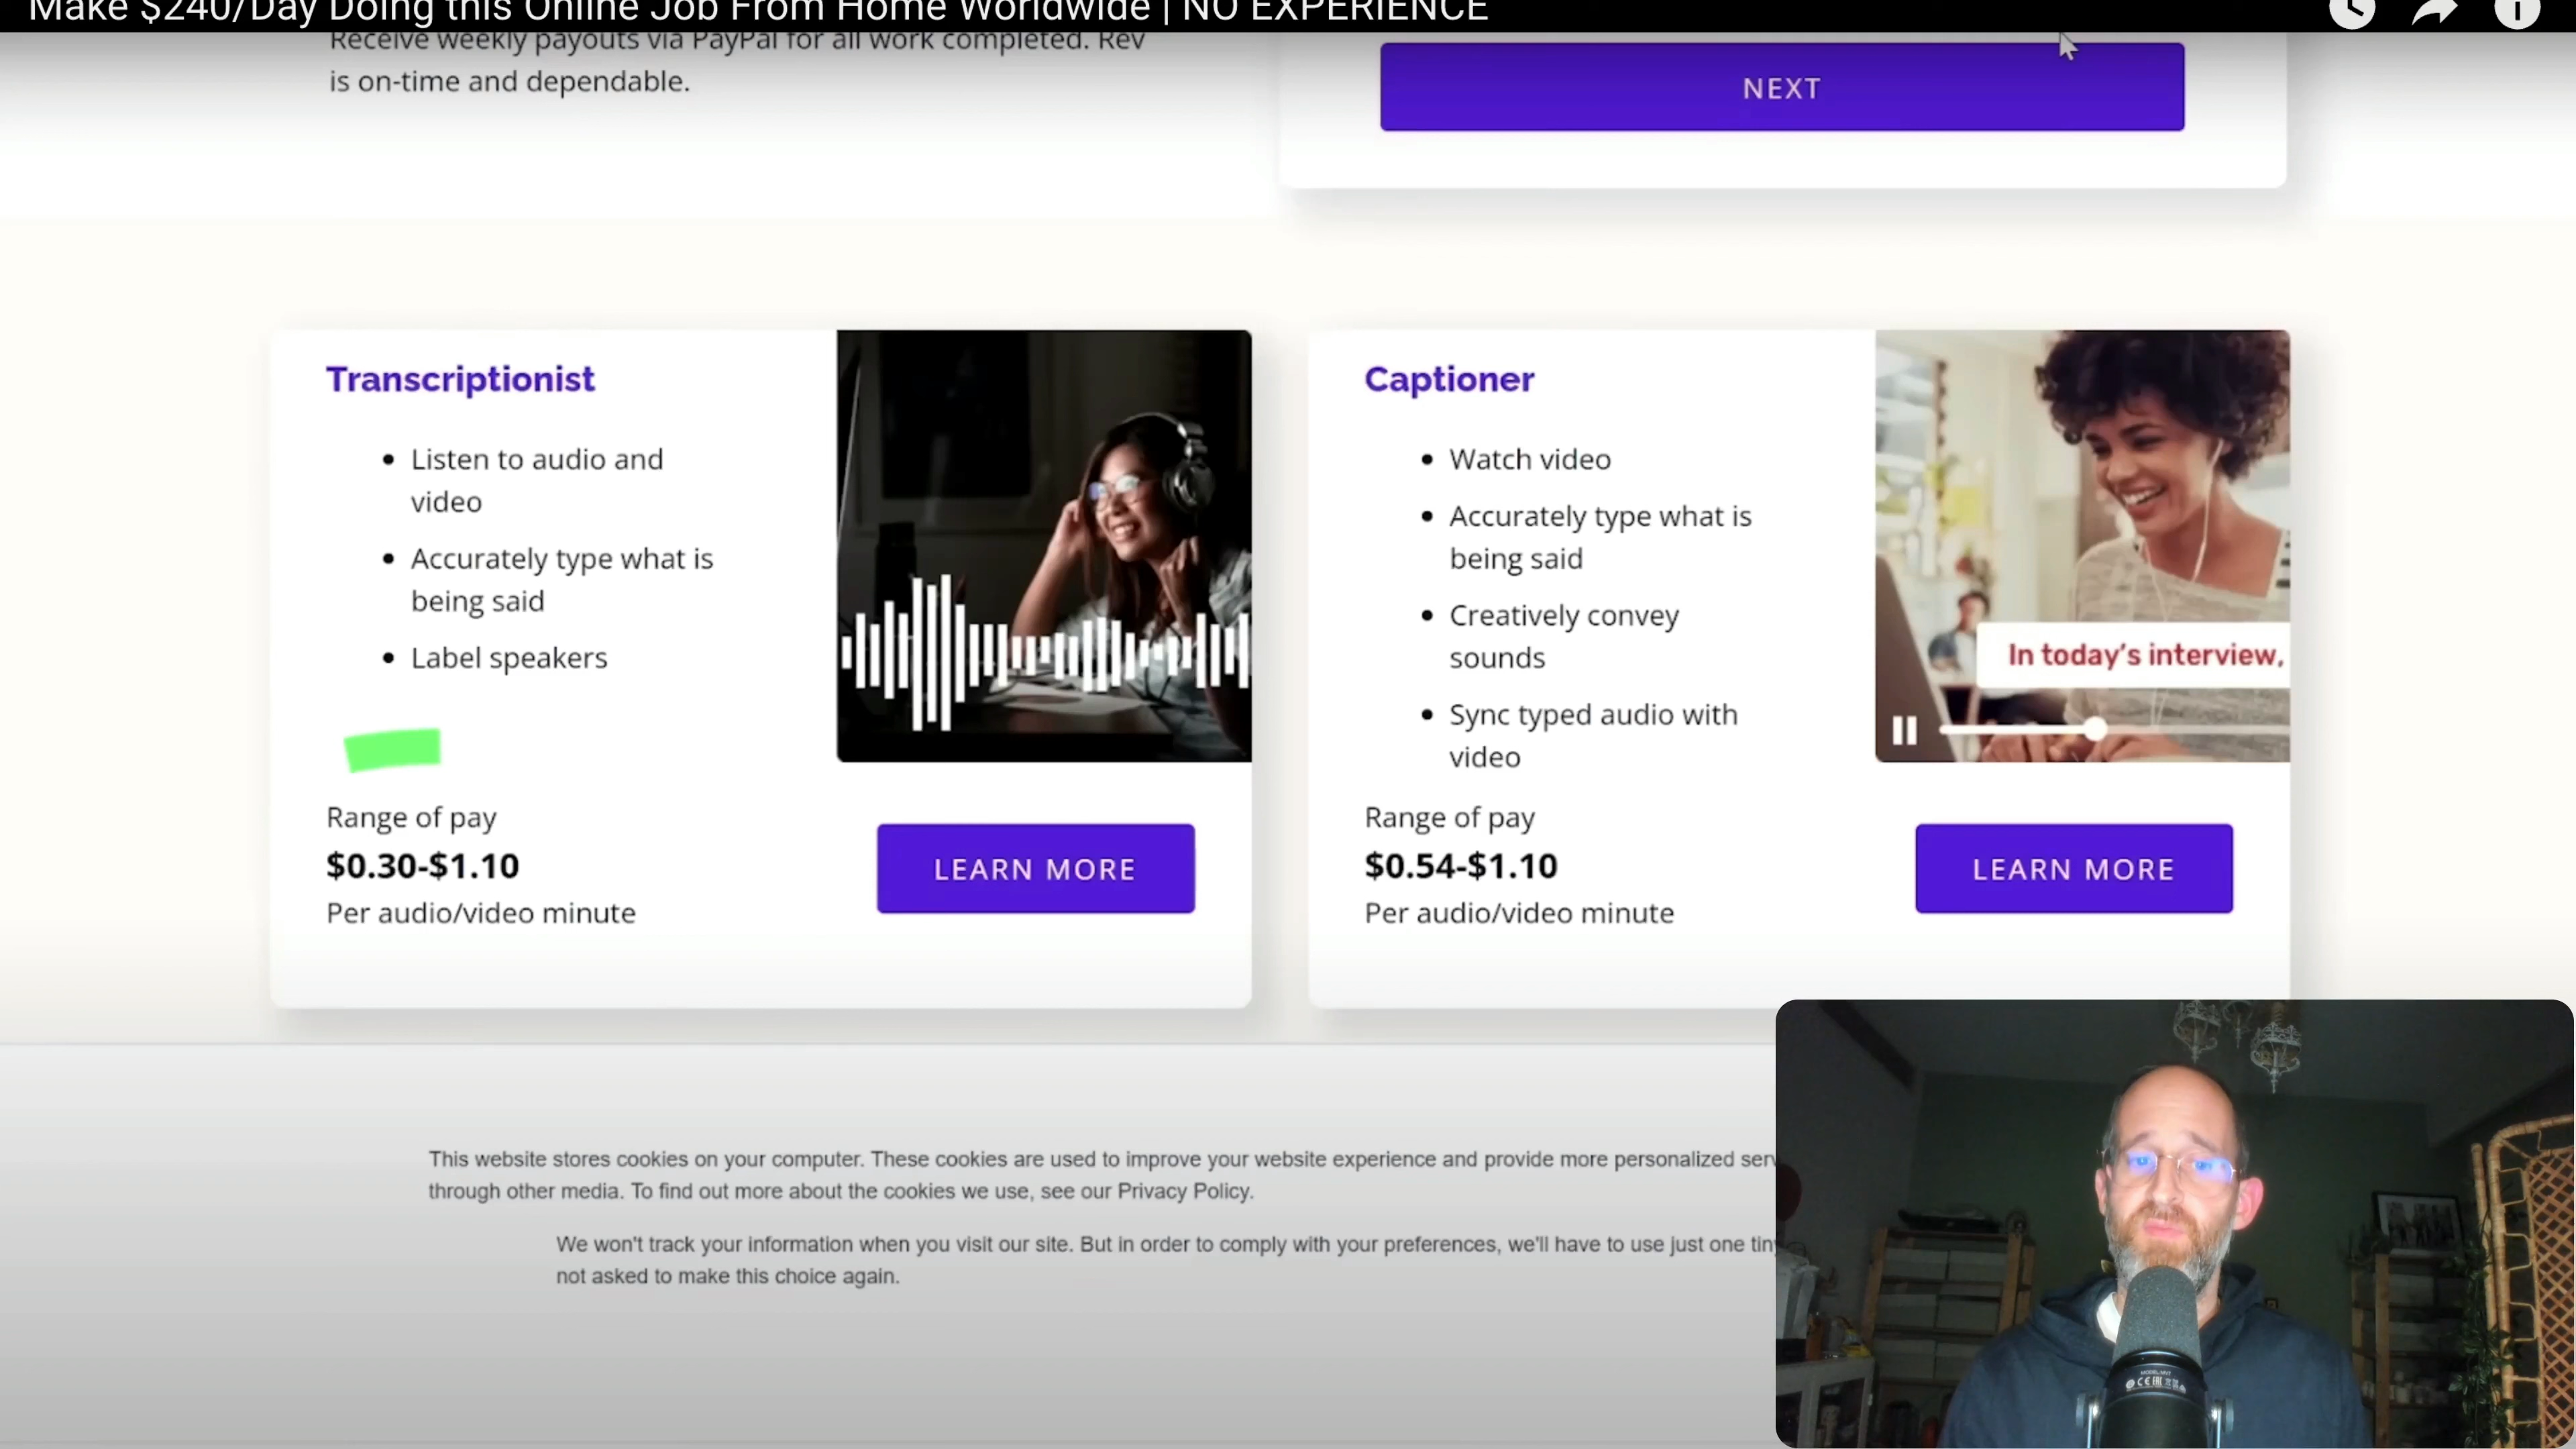 Make $240/Day Doing this Online Job From Home Worldwide | NO EXPERIENCE
Receive weekly payouts via PayPal for all work completed. Rev
is on-time and dependable.
NEXT
Transcriptionist
• Listen to audio and
video
• Accurately type what is
being said
• Label speakers
Range of pay
$0.30-$1.10
Per audio/video minute
LEARN MORE
Captioner
• Watch video
• Accurately type what is
being said
• Creatively convey
sounds
• Sync typed audio with
video
In today's interview,
Range of pay
$0.54-$1.10
Per audio/video minute
LEARN MORE
This website stores cookies on your computer. These cookies are used to improve your website experience and provide more personalized
through other media. To find out more about the cookies we use, see our Privacy Policy.
We won't track your information when you visit our site. But in order to comply with your preferences, we'll have to use just one
not asked to make this choice again.